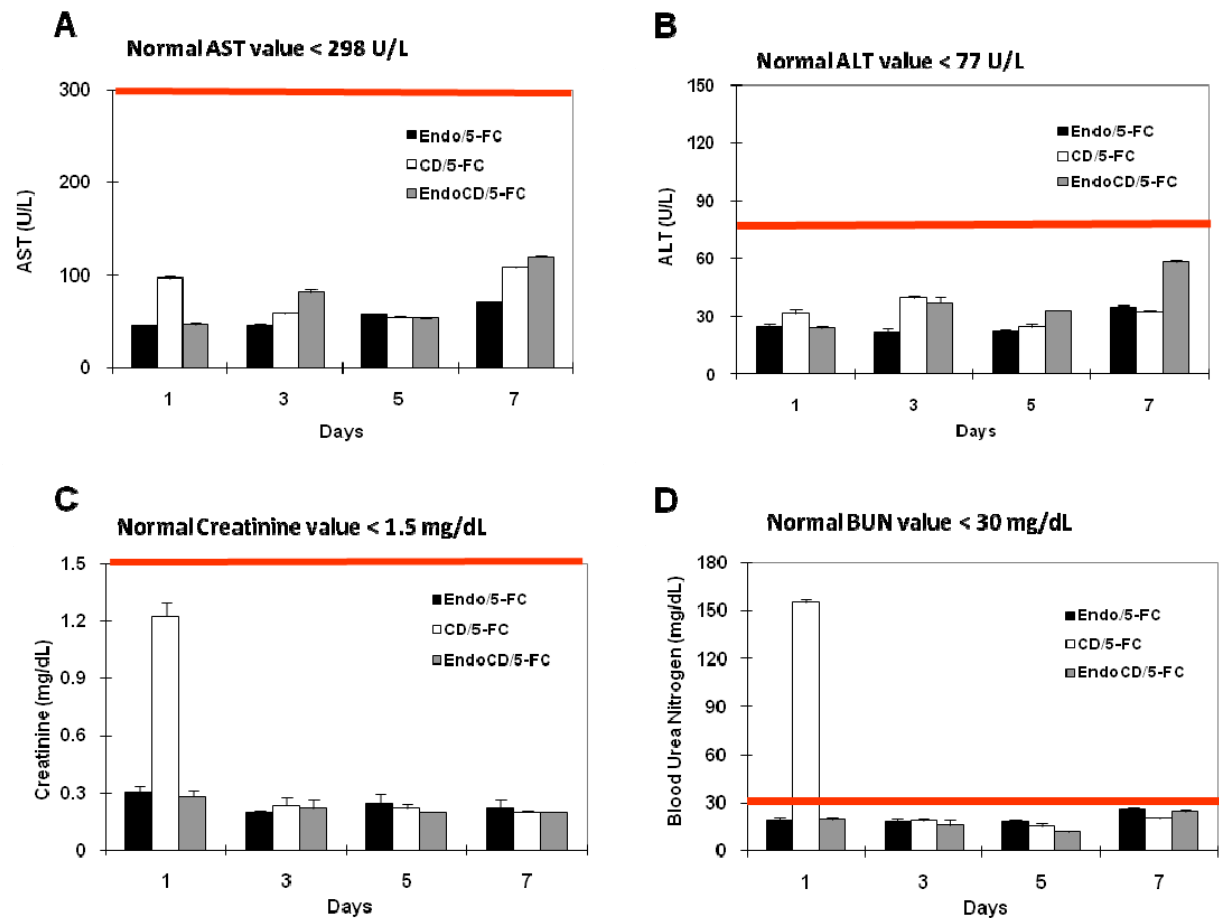 A
Normal AST value < 298 U/L
300
200
100
0
AST (U/L)
Endo/5-FC
CD/5-FC
EndoCD/5-FC
1 3 5 7
Days
B
Normal ALT value < 77 U/L
150
120
90
60
30
0
ALT (U/L)
Endo/5-FC
CD/5-FC
EndoCD/5-FC
1 3 5 7
Days
C
Normal Creatinine value < 1.5 mg/dL
1.5
1.2
0.9
0.6
0.3
0
Creatinine (mg/dL)
Endo/5-FC
CD/5-FC
EndoCD/5-FC
1 3 5 7
Days
D
Normal BUN value < 30 mg/dL
180
150
120
90
60
30
0
Blood Urea Nitrogen (mg/dL)
Endo/5-FC
CD/5-FC
EndoCD/5-FC
1 3 5 7
Days